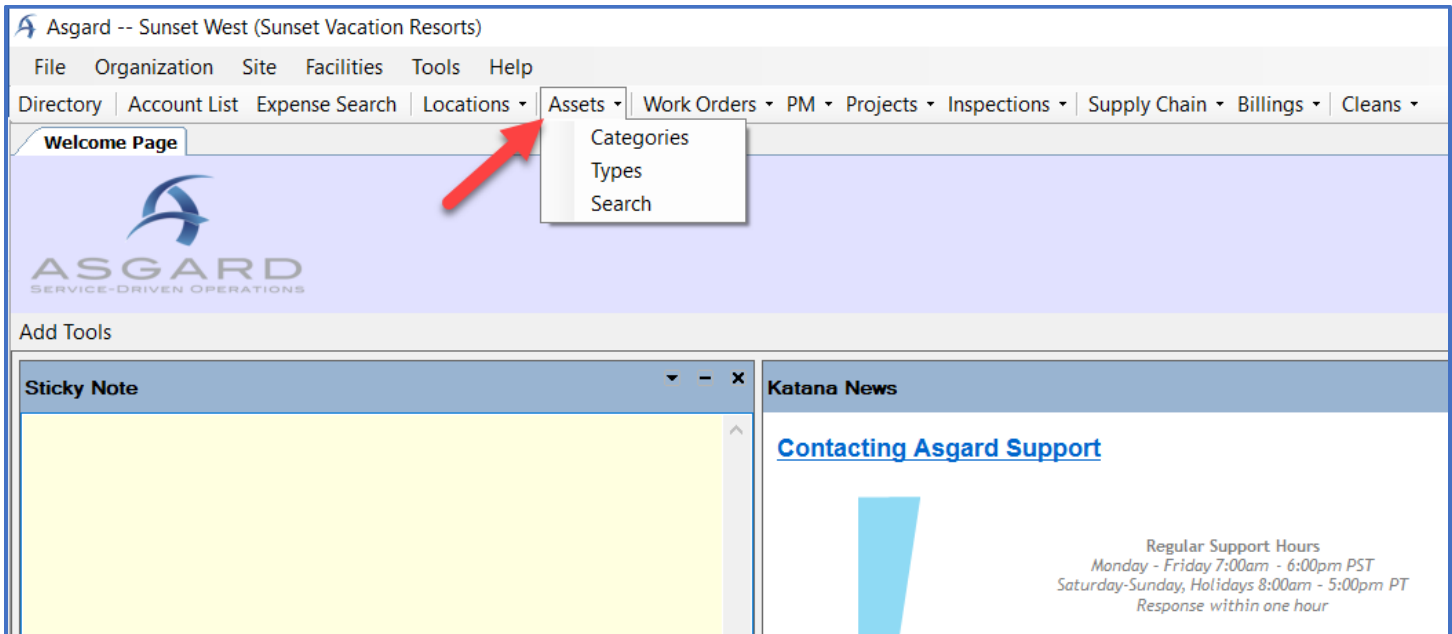 Asgard -- Sunset West (Sunset Vacation Resorts)
File Organization Site Facilities Tools Help
Directory Account List Expense Search Locations Assets Work Orders PM Projects Inspections Supply Chain Billings Cleans
Welcome Page
Categories
Types
Search
ASGARD
SERVICE-DRIVEN OPERATIONS
Add Tools
Sticky Note
Katana News
Contacting Asgard Support
Regular Support Hours
Monday - Friday 7:00am - 6:00pm PST
Saturday-Sunday, Holidays 8:00am - 5:00pm PT
Response within one hour